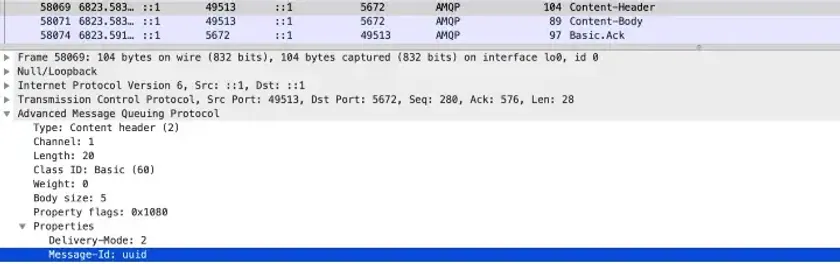 58069 6823.583… ::1 49513 ::1 5672 AMQP 104 Content-Header
58071 6823.583… ::1 49513 ::1 5672 AMQP 89 Content-Body
58074 6823.591… ::1 5672 ::1 49513 AMQP 97 Basic.Ack
Frame 58069: 104 bytes on wire (832 bits), 104 bytes captured (832 bits) on interface lo0, id 0
Null/Loopback
Internet Protocol Version 6, Src: ::1, Dst: ::1
Transmission Control Protocol, Src Port: 49513, Dst Port: 5672, Seq: 280, Ack: 576, Len: 28
Advanced Message Queuing Protocol
Type: Content header (2)
Channel: 1
Length: 20
Class ID: Basic (60)
Weight: 0
Body size: 5
Property flags: 0x1080
Properties
Delivery-Mode: 2
Message-Id: uuid